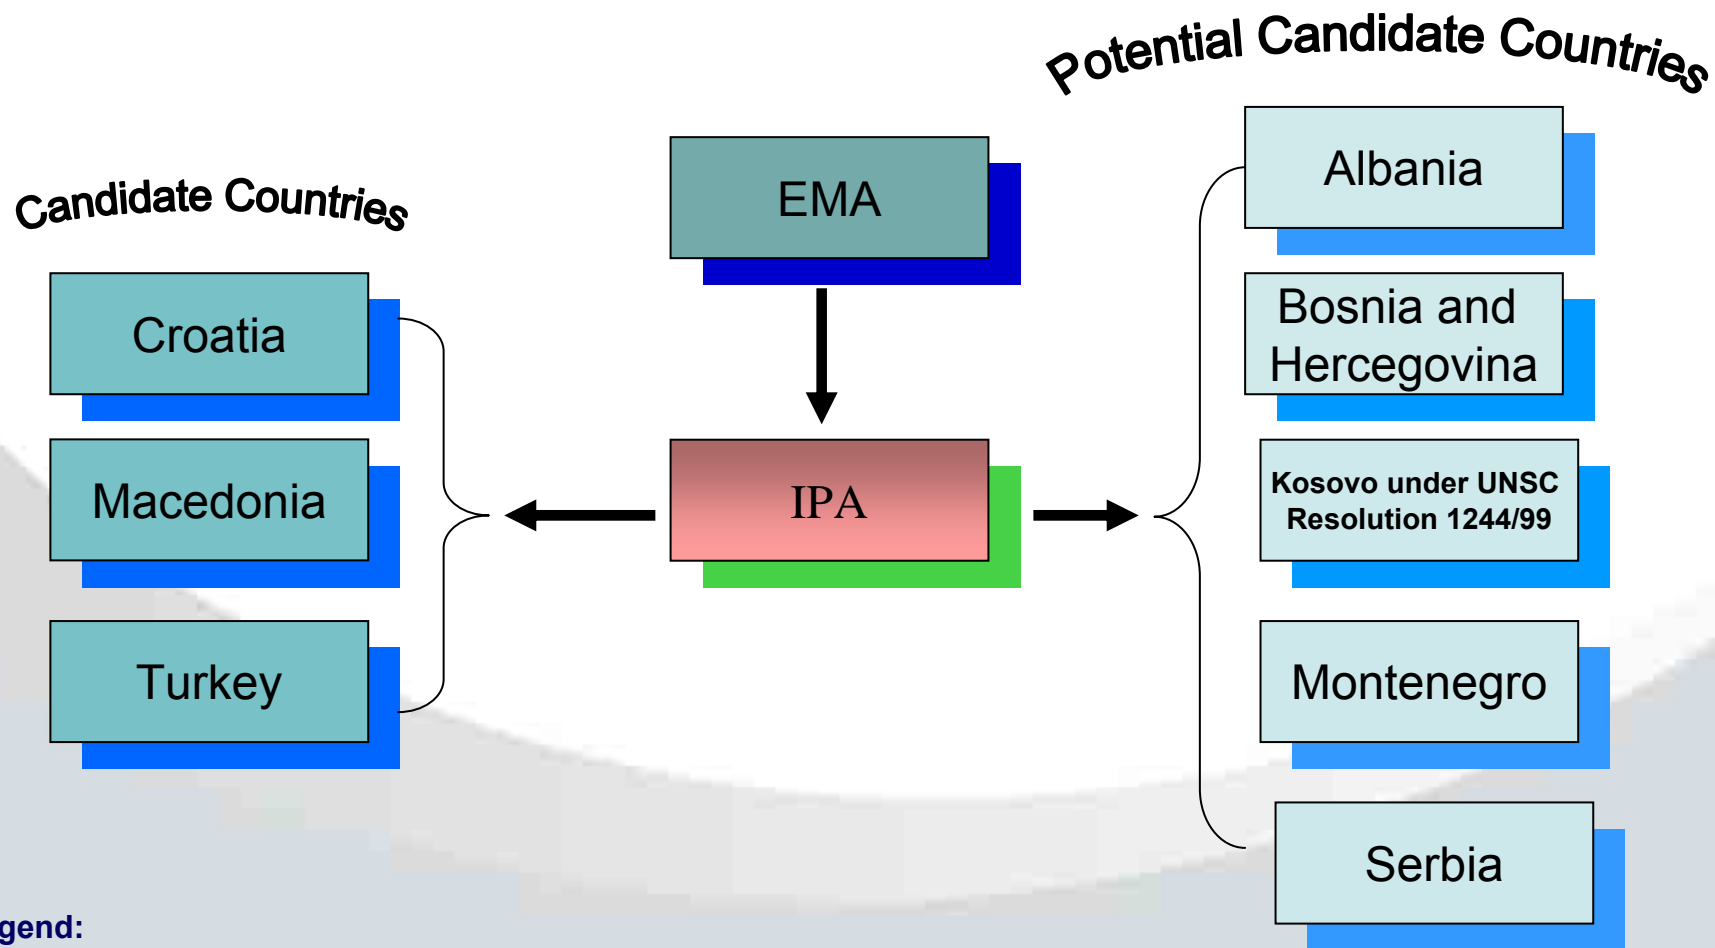 Potential Candidate Countries
Candidate Countries
EMA
IPA
Croatia
Macedonia
Turkey
Albania
Bosnia and
Hercegovina
Kosovo under UNSC
Resolution 1244/99
Montenegro
Serbia
gend: